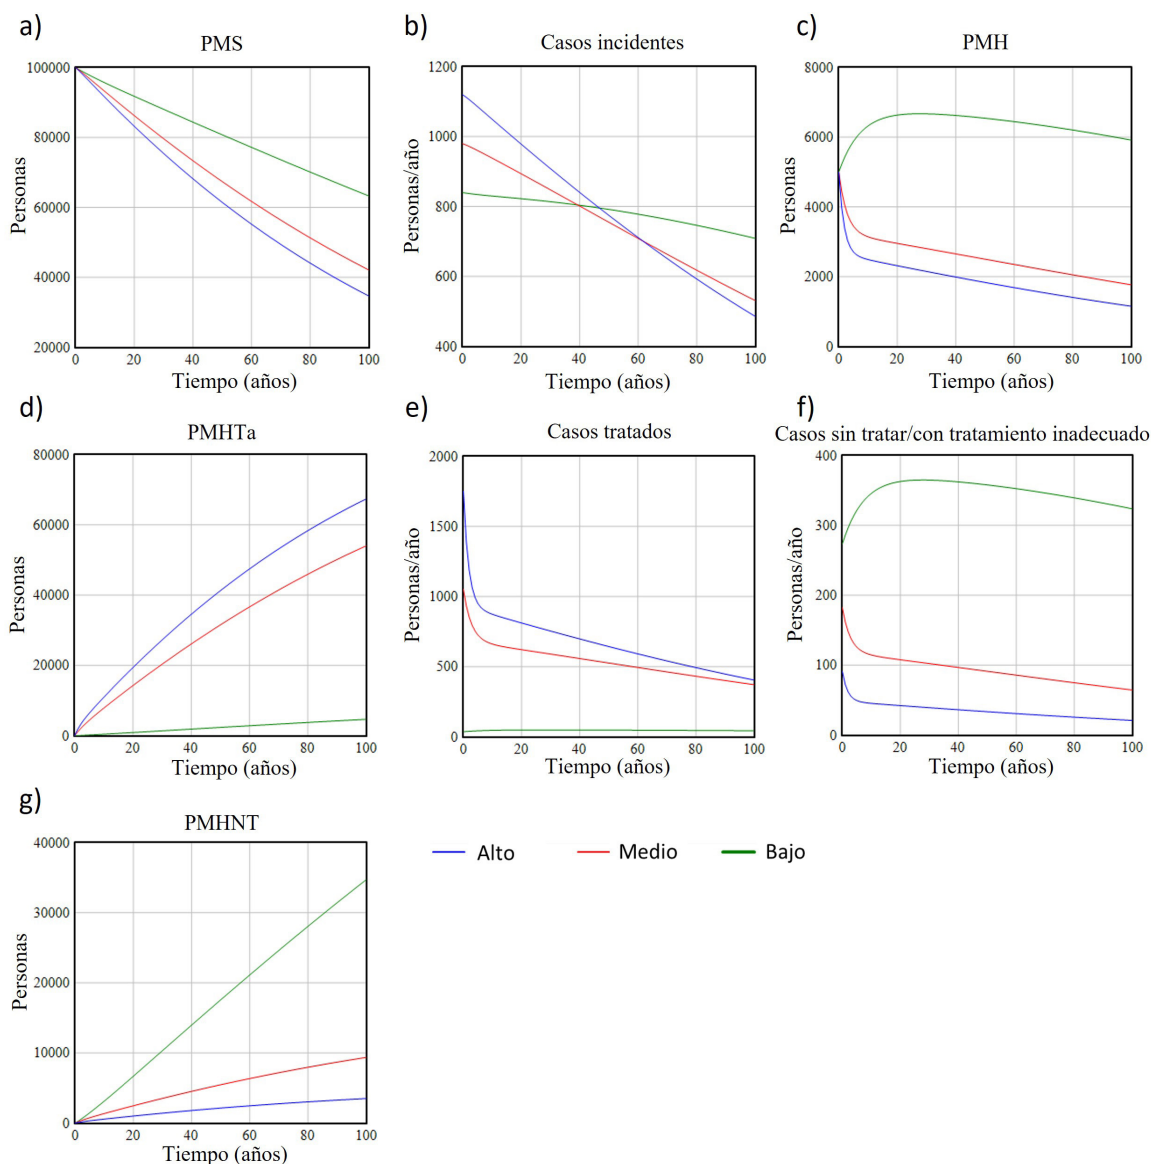 a)
PMS
100000
80000
60000
40000
20000
Personas
0 20 40 60 80 100
Tiempo (años)
b)
Casos incidentes
1200
1000
800
600
400
Personas/año
0 20 40 60 80 100
Tiempo (años)
c)
PMH
8000
6000
4000
2000
0
Personas
0 20 40 60 80 100
Tiempo (años)
d)
PMHTa
80000
60000
40000
20000
0
Personas
0 20 40 60 80 100
Tiempo (años)
e)
Casos tratados
2000
1500
1000
500
0
Personas/año
0 20 40 60 80 100
Tiempo (años)
f)
Casos sin tratar/con tratamiento inadecuado
400
300
200
100
0
Personas/año
0 20 40 60 80 100
Tiempo (años)
g)
PMHNT
40000
30000
20000
10000
0
Personas
0 20 40 60 80 100
Tiempo (años)
Alto Medio Bajo